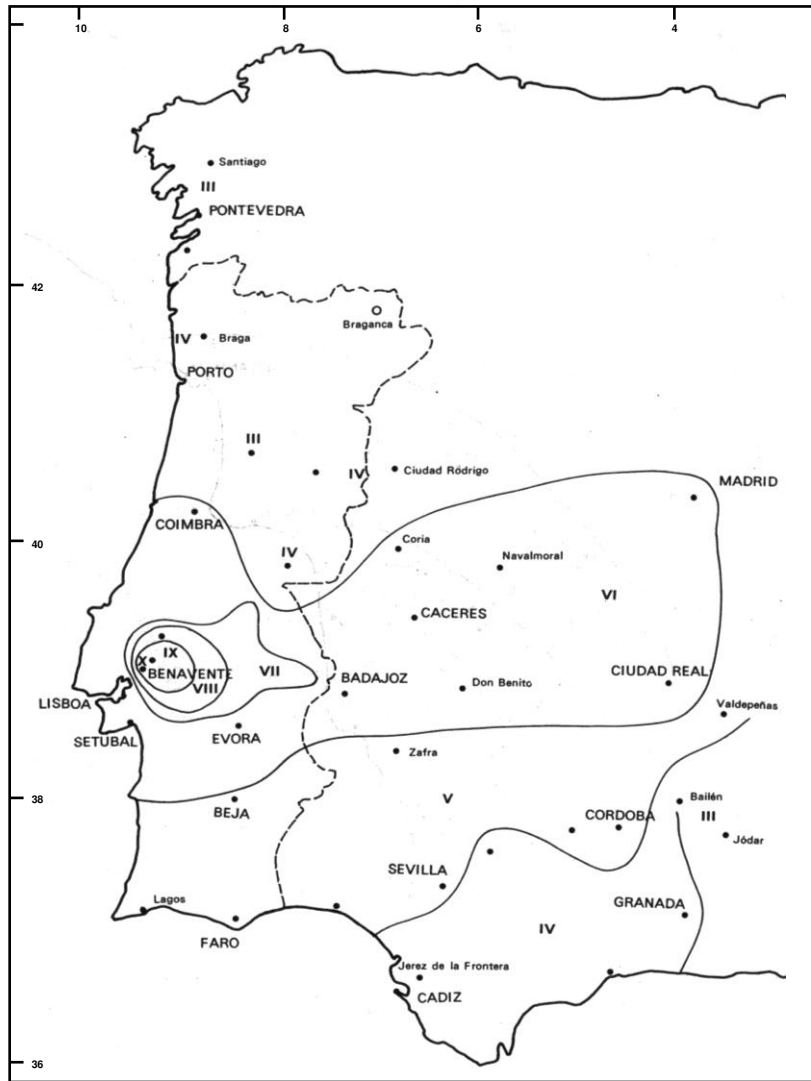 10 8 6 4
Santiago
III
PONTEVEDRA
42
Braganca
IV Braga
PORTO
III
IV Ciudad Ródrigo
MADRID
COIMBRA
40
IV
Coria
Navalmoral
CACERES
VI
IX
X
BENAVENTE
VII
VIII
BADAJOZ
Don Benito
CIUDAD REAL
LISBOA
Valdepeñas
SETUBAL
EVORA
Zafra
38
BEJA
V
CORDOBA
Bailén
III
Jódar
SEVILLA
Lagos
GRANADA
FARO
IV
Jerez de la Frontera
CADIZ
36